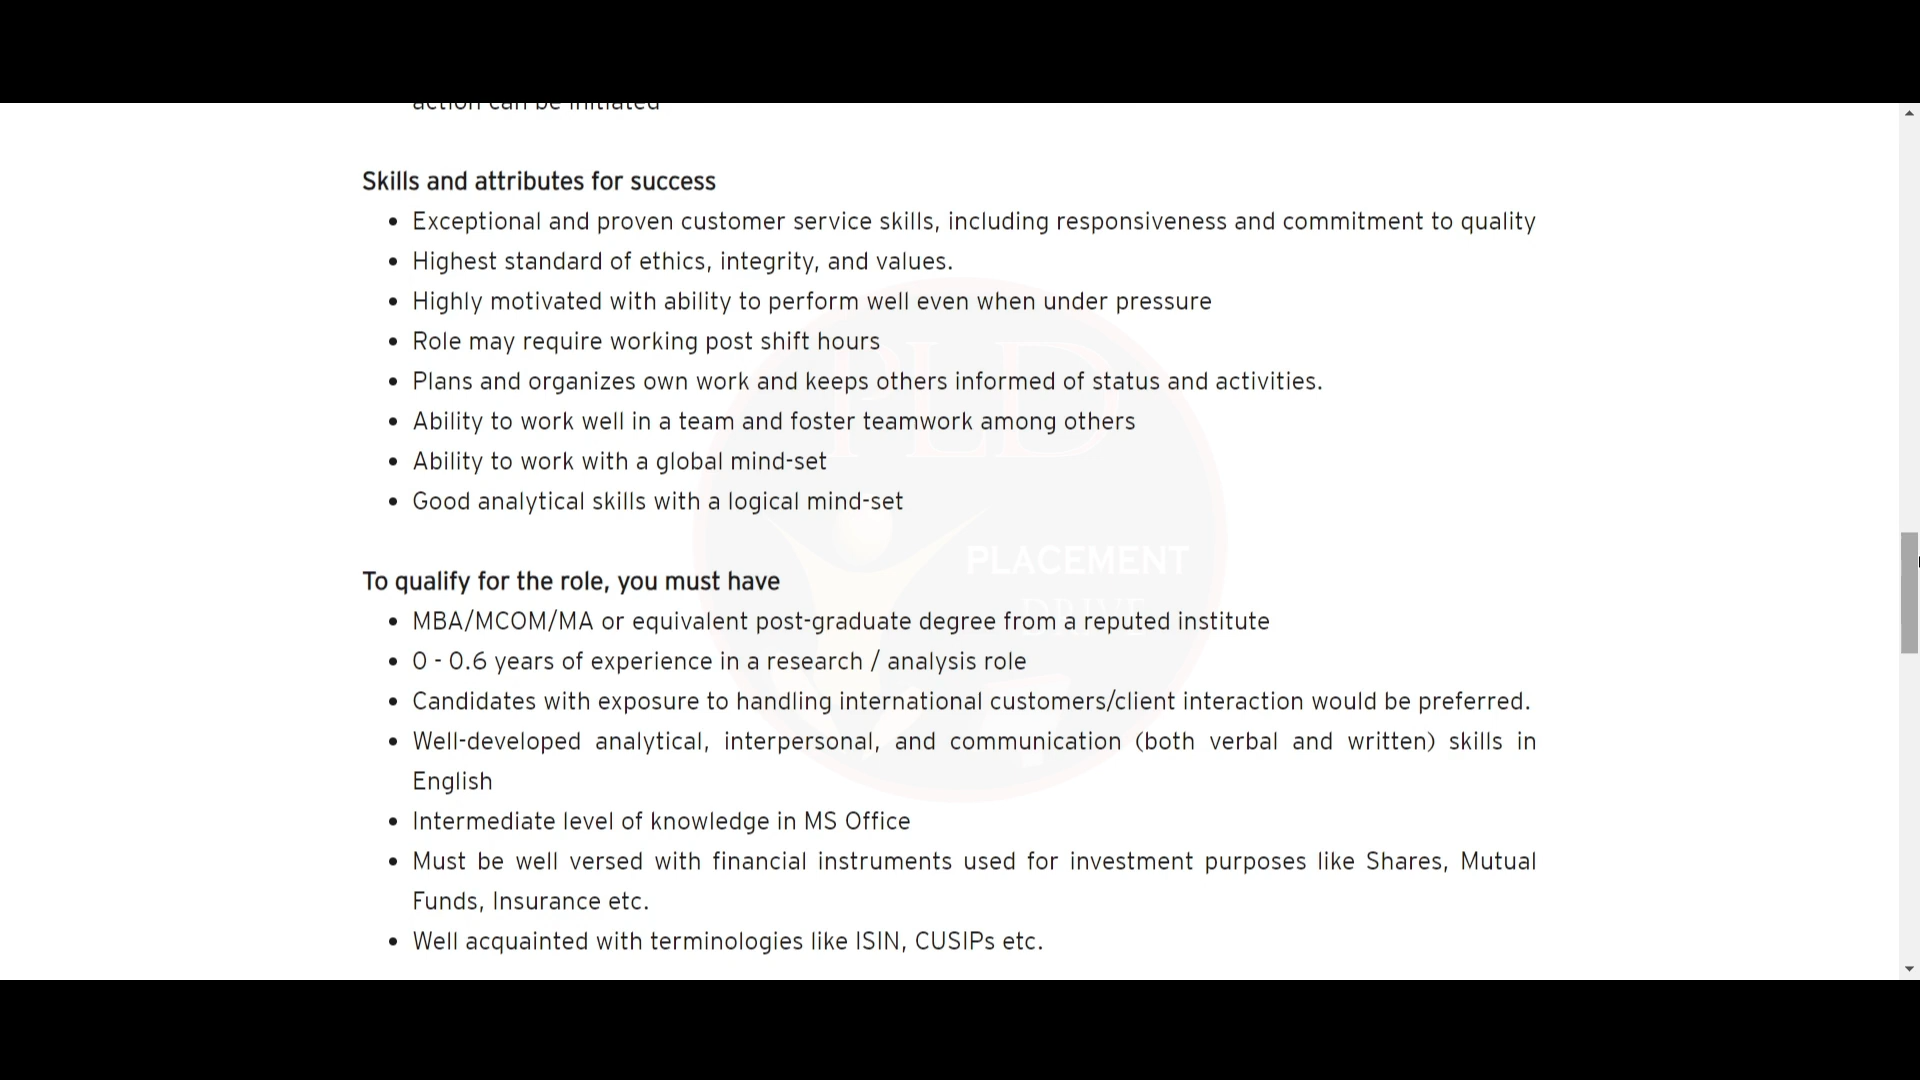 action can be initiated
Skills and attributes for success
• Exceptional and proven customer service skills, including responsiveness and commitment to quality
• Highest standard of ethics, integrity, and values.
• Highly motivated with ability to perform well even when under pressure
• Role may require working post shift hours
• Plans and organizes own work and keeps others informed of status and activities.
• Ability to work well in a team and foster teamwork among others
• Ability to work with a global mind-set
• Good analytical skills with a logical mind-set
PLD
PLACEMENT
DRIVE
To qualify for the role, you must have
• MBA/MCOM/MA or equivalent post-graduate degree from a reputed institute
• 0 - 0.6 years of experience in a research / analysis role
• Candidates with exposure to handling international customers/client interaction would be preferred.
• Well-developed analytical, interpersonal, and communication (both verbal and written) skills in
English
• Intermediate level of knowledge in MS Office
• Must be well versed with financial instruments used for investment purposes like Shares, Mutual
Funds, Insurance etc.
• Well acquainted with terminologies like ISIN, CUSIPs etc.